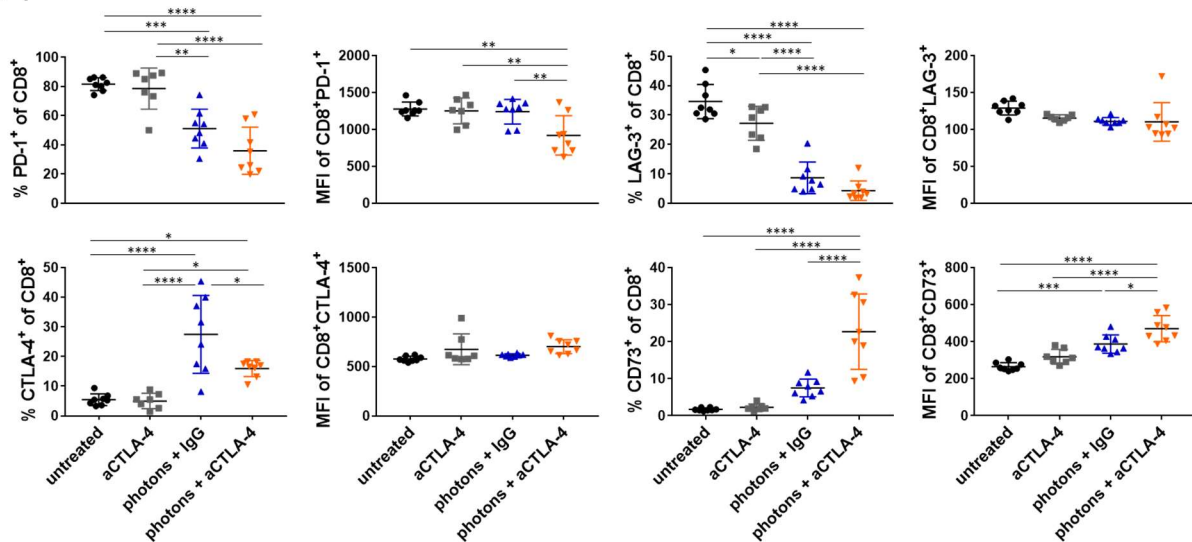 % PD-1⁺ of CD8⁺
****
***
****
**
100
80
60
40
20
0
MFI of CD8⁺PD-1⁺
**
**
**
2000
1500
1000
500
0
% LAG-3⁺ of CD8⁺
****
****
* ****
****
50
40
30
20
10
0
MFI of CD8⁺LAG-3⁺
200
150
100
50
0
% CTLA-4⁺ of CD8⁺
*
****
*
**** *
50
40
30
20
10
0
untreated
aCTLA-4
photons + IgG
photons + aCTLA-4
MFI of CD8⁺CTLA-4⁺
1500
1000
500
0
untreated
aCTLA-4
photons + IgG
photons + aCTLA-4
% CD73⁺ of CD8⁺
****
****
****
40
30
20
10
0
untreated
aCTLA-4
photons + IgG
photons + aCTLA-4
MFI of CD8⁺CD73⁺
****
****
*** *
800
600
400
200
0
untreated
aCTLA-4
photons + IgG
photons + aCTLA-4